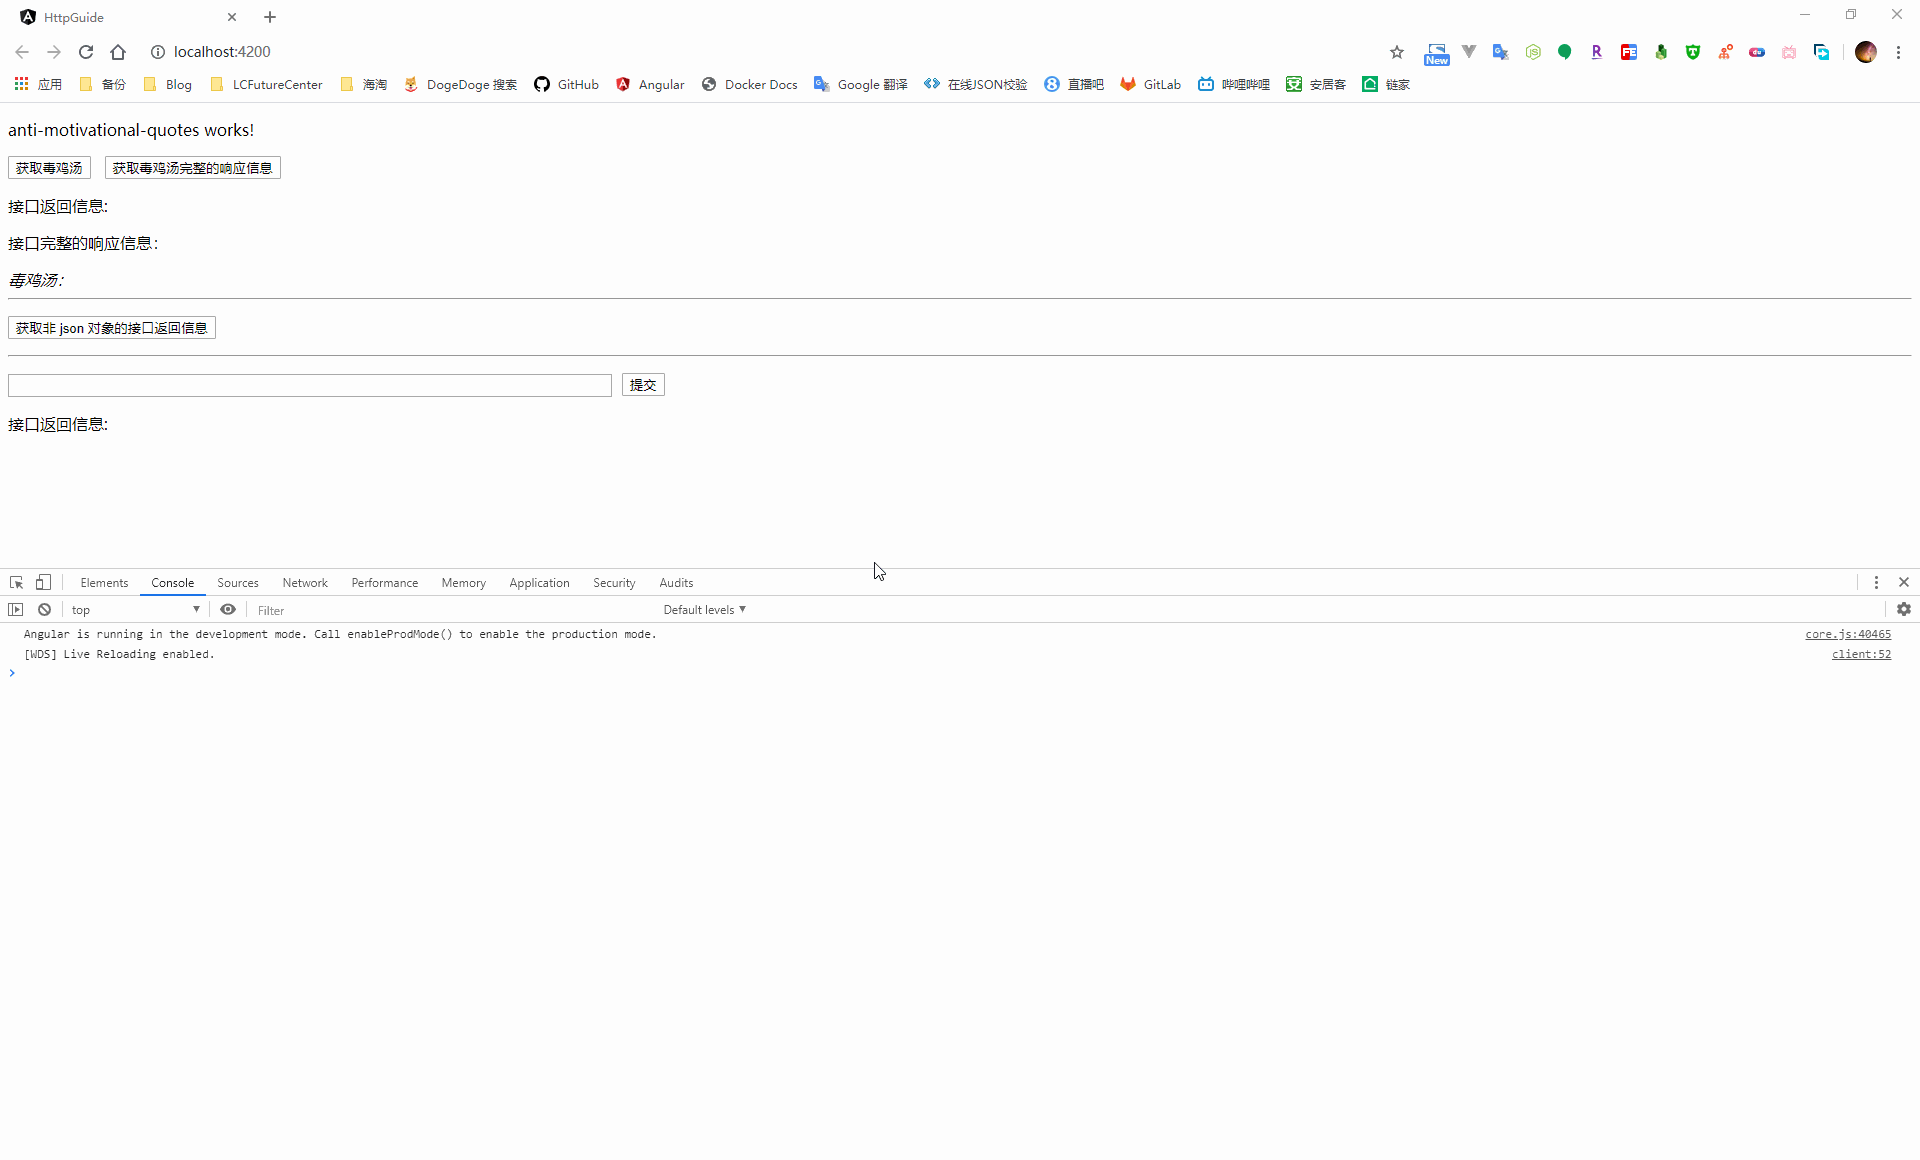 HttpGuide
localhost:4200
New
应用 备份 Blog LCFutureCenter 海淘 DogeDoge 搜索 GitHub Angular Docker Docs Google 翻译 在线JSON校验 直播吧 GitLab 哔哩哔哩 安居客 链家
anti-motivational-quotes works!
获取毒鸡汤 获取毒鸡汤完整的响应信息
接口返回信息:
接口完整的响应信息：
毒鸡汤：
获取非 json 对象的接口返回信息
提交
接口返回信息:
Elements Console Sources Network Performance Memory Application Security Audits
top Filter Default levels
Angular is running in the development mode. Call enableProdMode() to enable the production mode. core.js:40465
[WDS] Live Reloading enabled. client:52